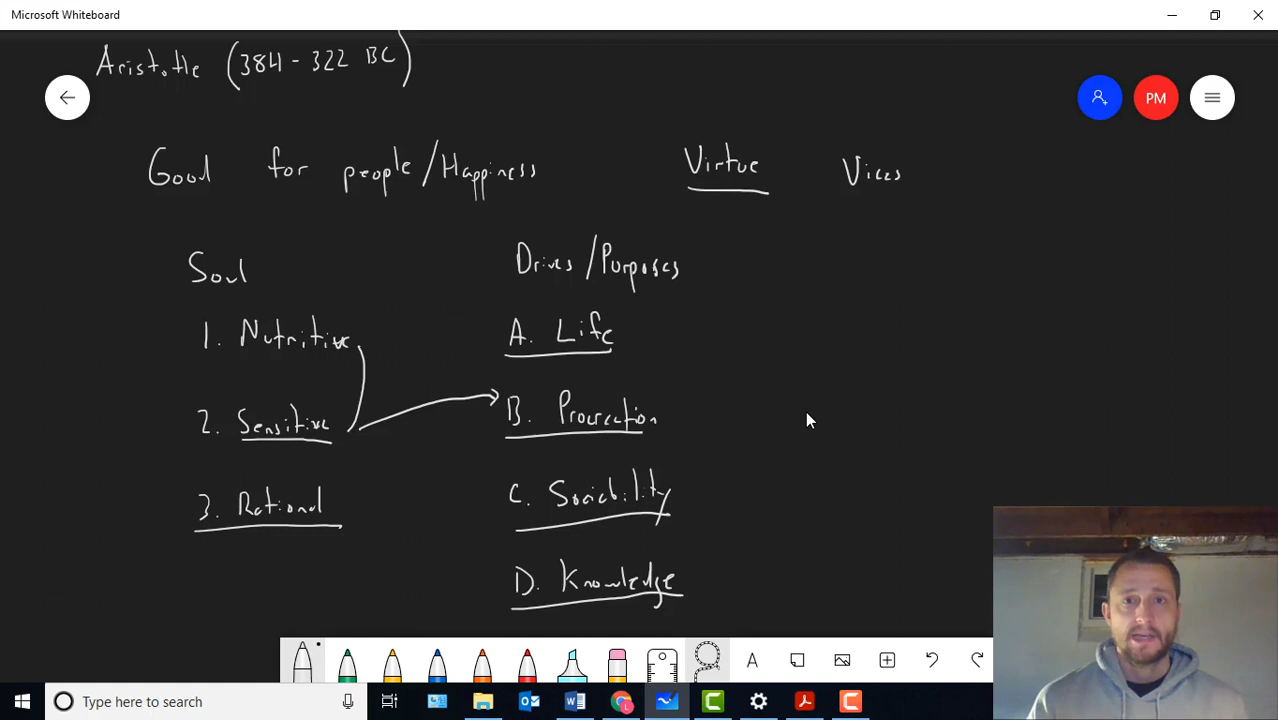 Microsoft Whiteboard
Aristotle (384 - 322 BC)
PM
Good for people/Happiness
Virtue
Vices
Soul
Drives/Purposes
1. Nutritive
A. Life
2. Sensitive
B. Procreation
3. Rational
C. Sociability
D. Knowledge
A
Type here to search